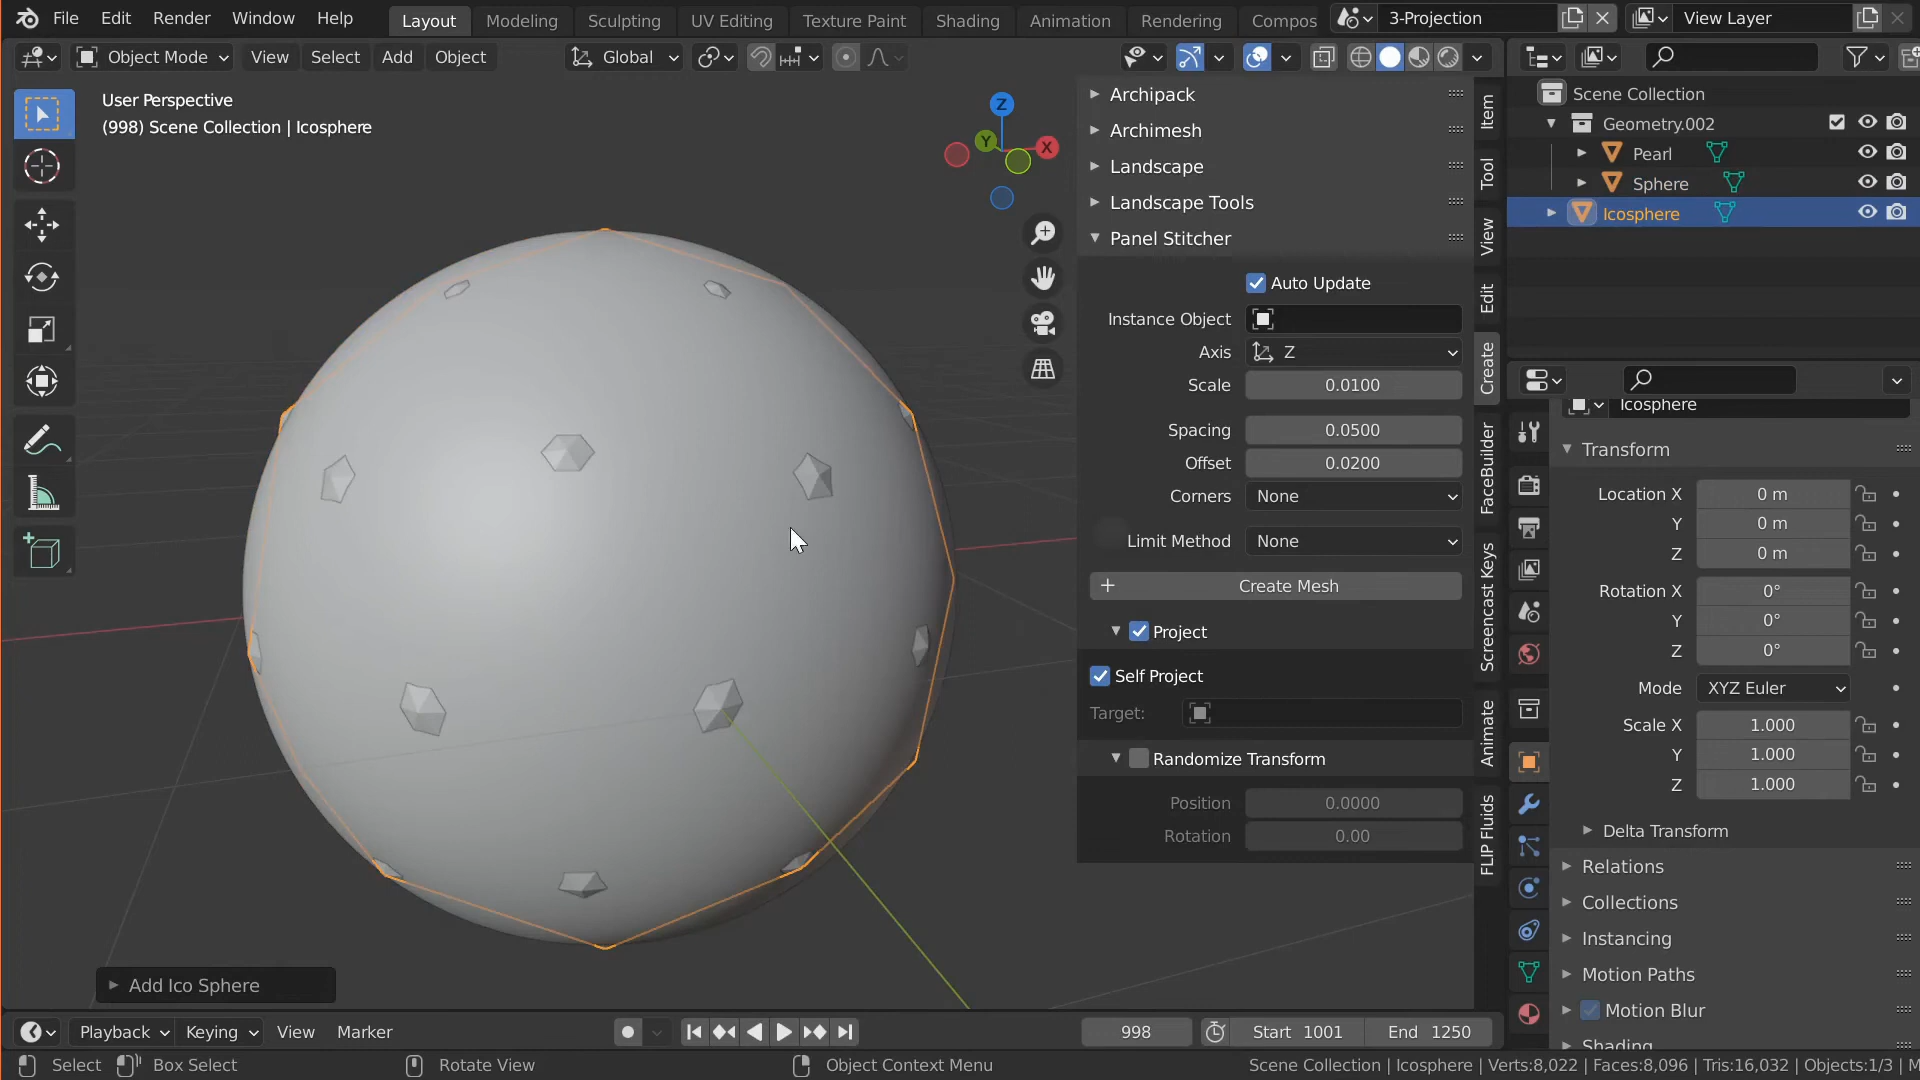 File Edit Render Window Help Layout Modeling Sculpting UV Editing Texture Paint Shading Animation Rendering Compos 3-Projection View Layer
Object Mode View Select Add Object Global
User Perspective
(998) Scene Collection | Icosphere
Z
Y
X
Archipack
Archimesh
Landscape
Landscape Tools
Panel Stitcher
Auto Update
Instance Object
Axis Z
Scale 0.0100
Spacing 0.0500
Offset 0.0200
Corners None
Limit Method None
Create Mesh
Project
Self Project
Target:
Randomize Transform
Position 0.0000
Rotation 0.00
Item
Tool
View
Edit
Create
FaceBuilder
Screencast Keys
Animate
FLIP Fluids
Scene Collection
Geometry.002
Pearl
Sphere
Icosphere
Icosphere
Transform
Location X 0 m
Y 0 m
Z 0 m
Rotation X 0°
Y 0°
Z 0°
Mode XYZ Euler
Scale X 1.000
Y 1.000
Z 1.000
Delta Transform
Relations
Collections
Instancing
Motion Paths
Motion Blur
Shading
Add Ico Sphere
Playback Keying View Marker 998 Start 1001 End 1250
Select Box Select Rotate View Object Context Menu Scene Collection | Icosphere | Verts:8,022 | Faces:8,096 | Tris:16,032 | Objects:1/3 | M